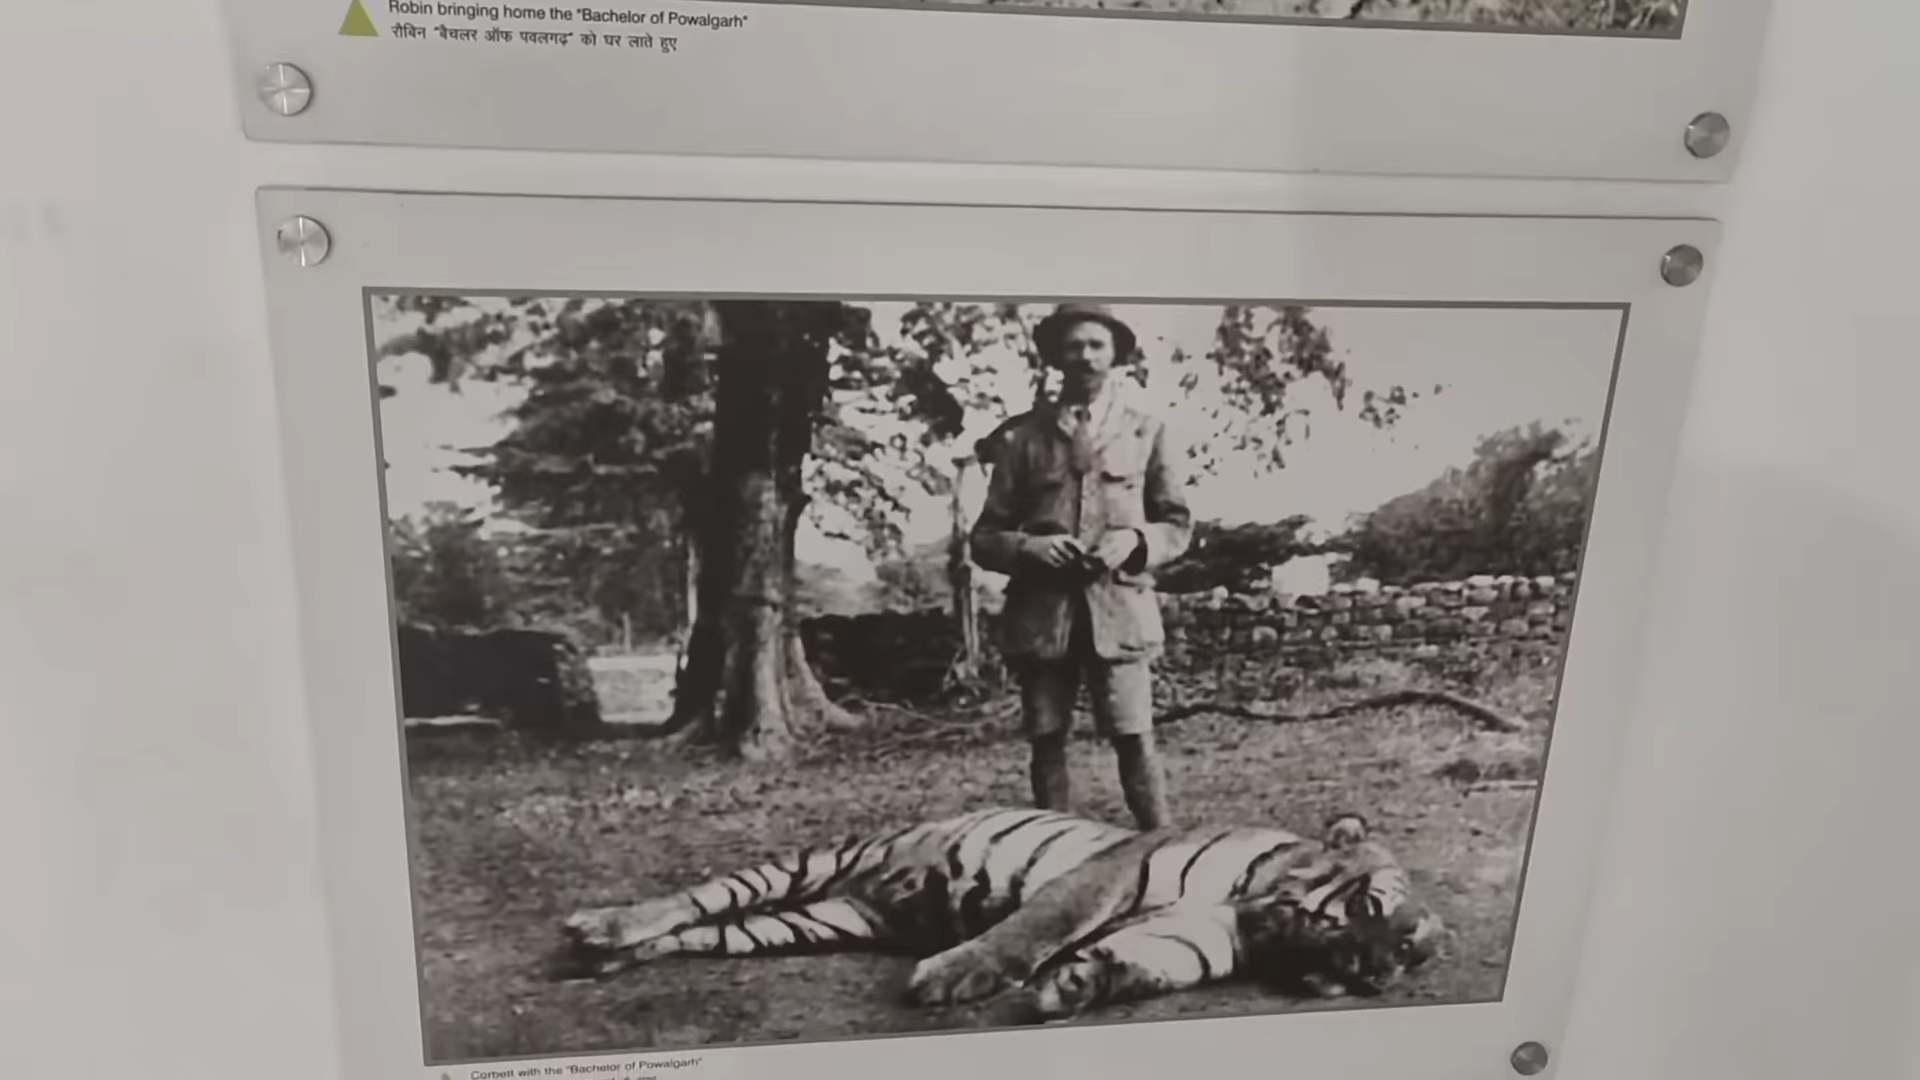 Robin bringing home the "Bachelor of Powalgarh"
रौबिन "बैचलर ऑफ पवलगढ़" को घर लाते हुए
Corbett with the "Bachelor of Powalgarh"